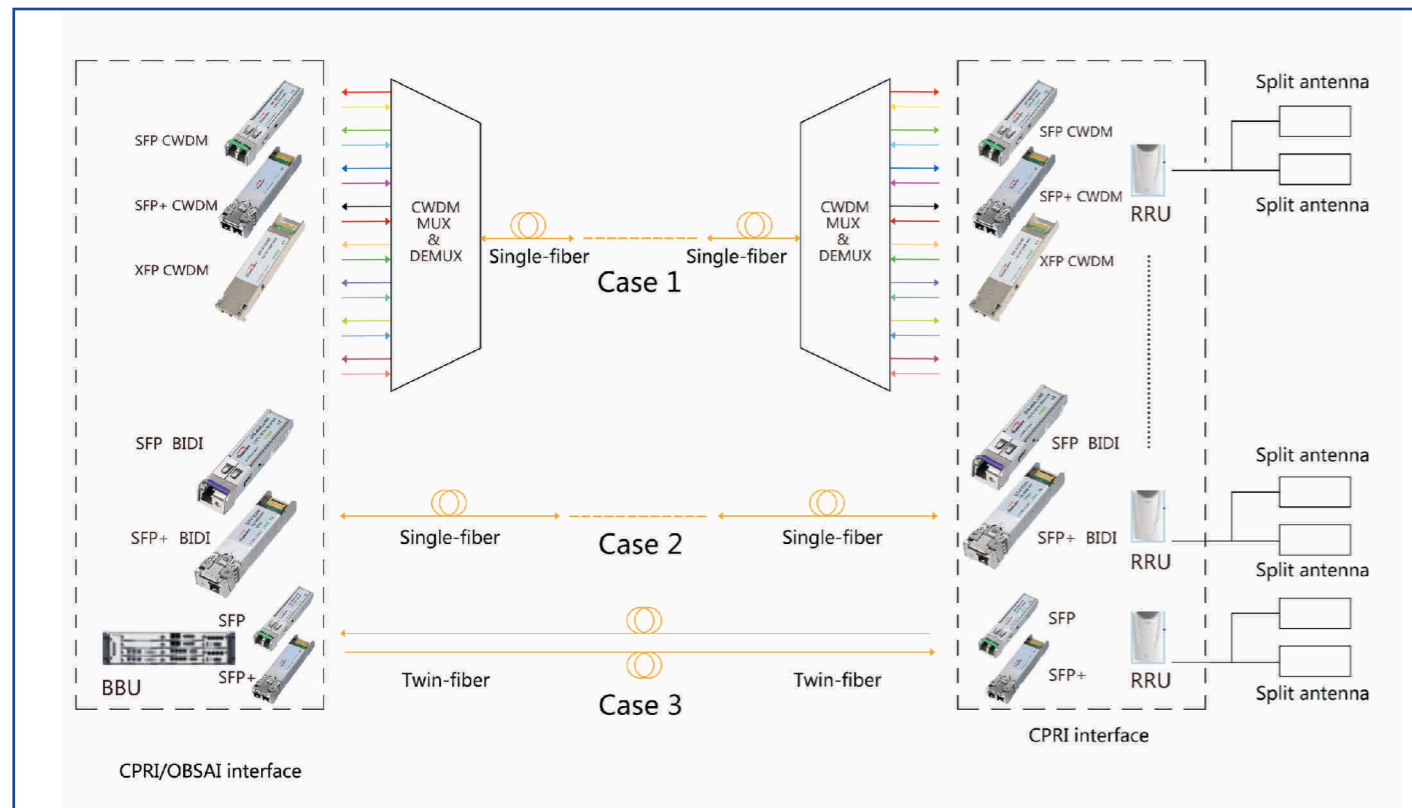 Split antenna
SFP CWDM
SFP CWDM
SFP+ CWDM
CWDM
MUX
&
DEMUX
CWDM
MUX
&
DEMUX
SFP+ CWDM
RRU
Split antenna
XFP CWDM
Single-fiber
Single-fiber
XFP CWDM
Case 1
SFP BIDI
SFP BIDI
Split antenna
SFP+ BIDI
Single-fiber
Case 2
Single-fiber
SFP+ BIDI
RRU
Split antenna
SFP
SFP
BBU
SFP+
Twin-fiber
Twin-fiber
SFP+
RRU
Case 3
Split antenna
CPRI interface
CPRI/OBSAI interface